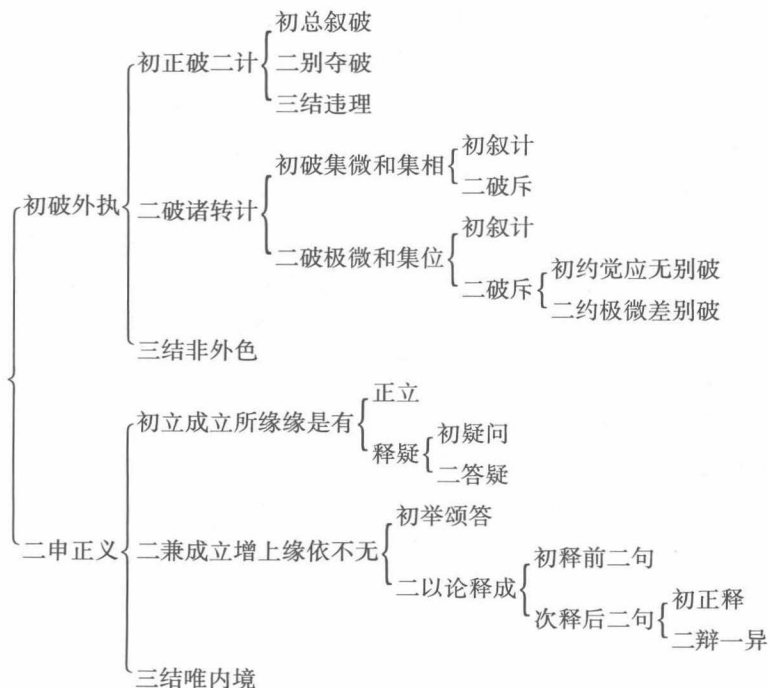 初破外执
初正破二计
初总叙破
二别夺破
三结违理
二破诸转计
初破集微和集相
初叙计
二破斥
二破极微和集位
初叙计
二破斥
初约觉应无别破
二约极微差别破
三结非外色
二申正义
初立成立所缘缘是有
正立
释疑
初疑问
二答疑
二兼成立增上缘依不无
初举颂答
二以论释成
初释前二句
次释后二句
初正释
二辩一异
三结唯内境